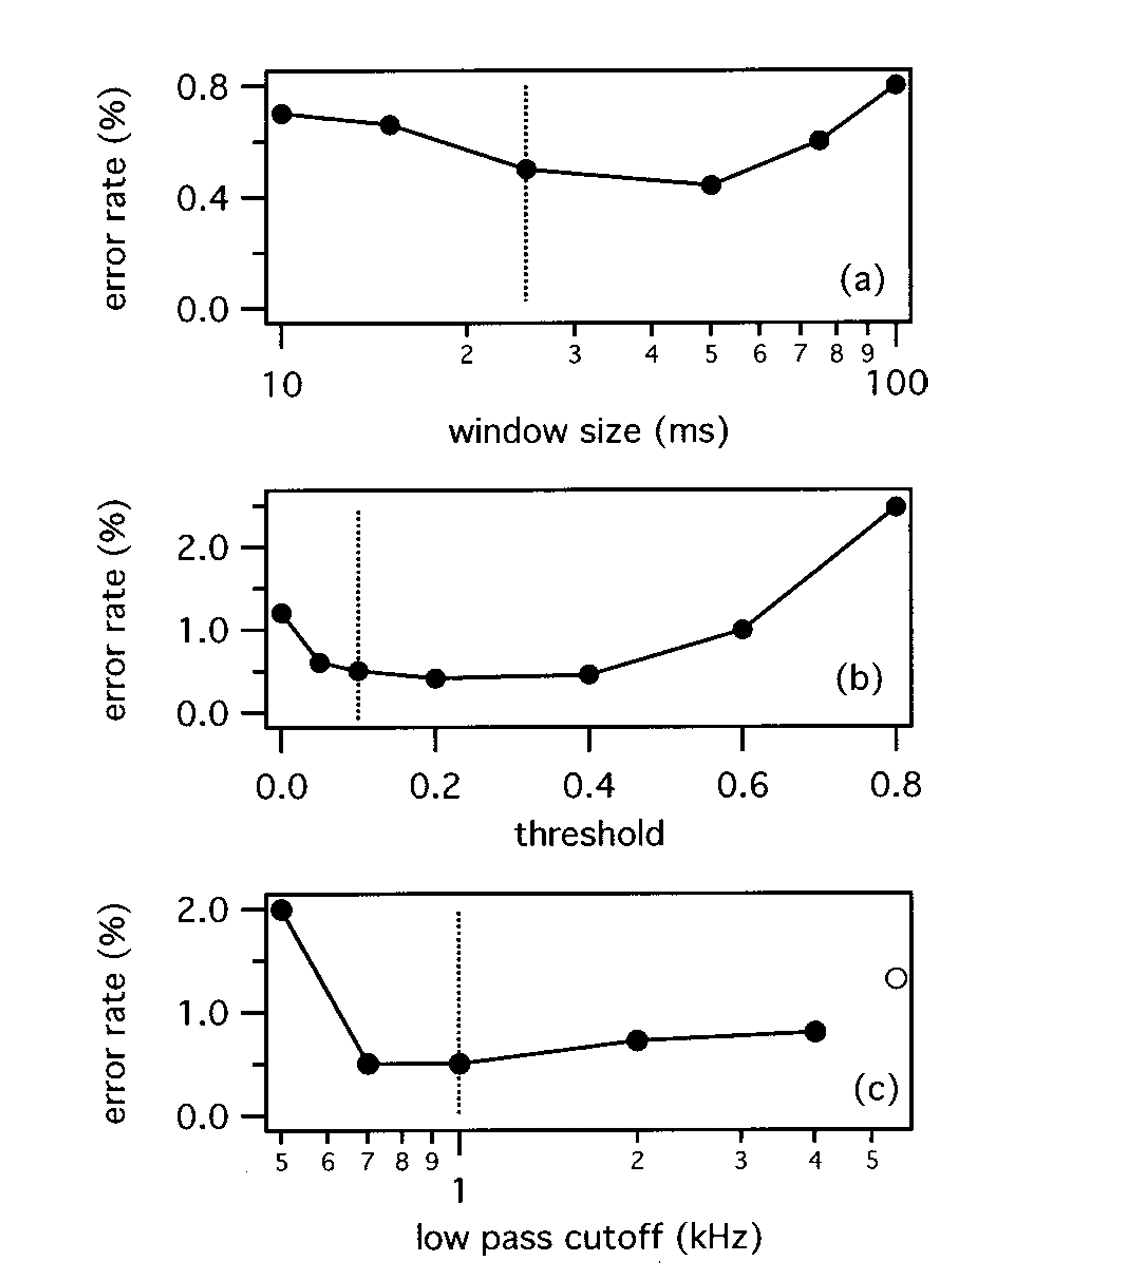 error rate (%)
0.8
0.4
0.0
(a)
2 3 4 5 6 7 8 9
10 100
window size (ms)
error rate (%)
2.0
1.0
0.0
(b)
0.0 0.2 0.4 0.6 0.8
threshold
error rate (%)
2.0
1.0
0.0
(c)
5 6 7 8 9 2 3 4 5
1
low pass cutoff (kHz)